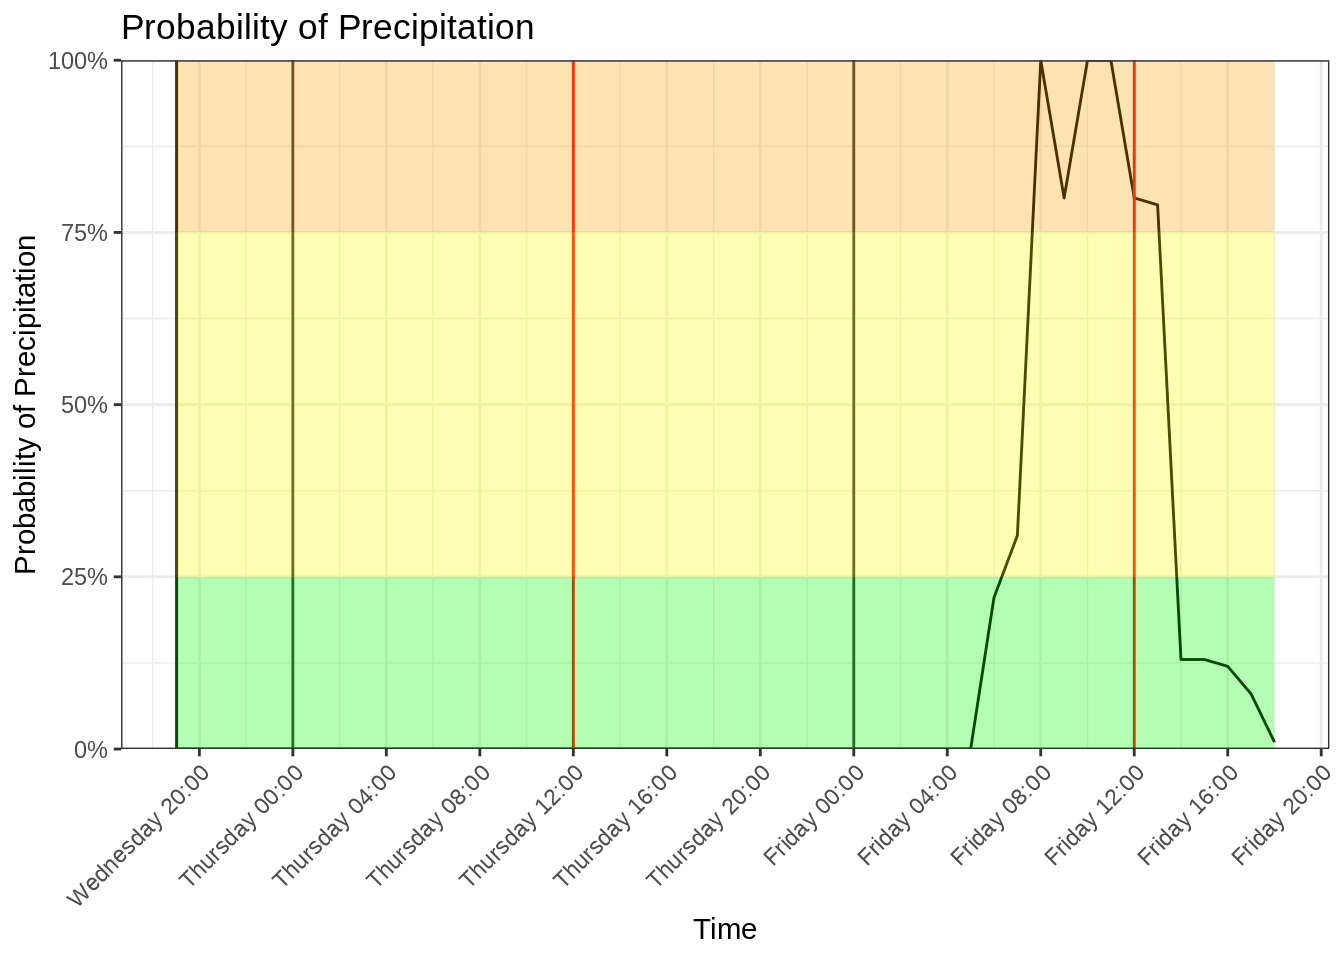 Probability of Precipitation
100%
75%
50%
25%
0%
Probability of Precipitation
Wednesday 20:00
Thursday 00:00
Thursday 04:00
Thursday 08:00
Thursday 12:00
Thursday 16:00
Thursday 20:00
Friday 00:00
Friday 04:00
Friday 08:00
Friday 12:00
Friday 16:00
Friday 20:00
Time